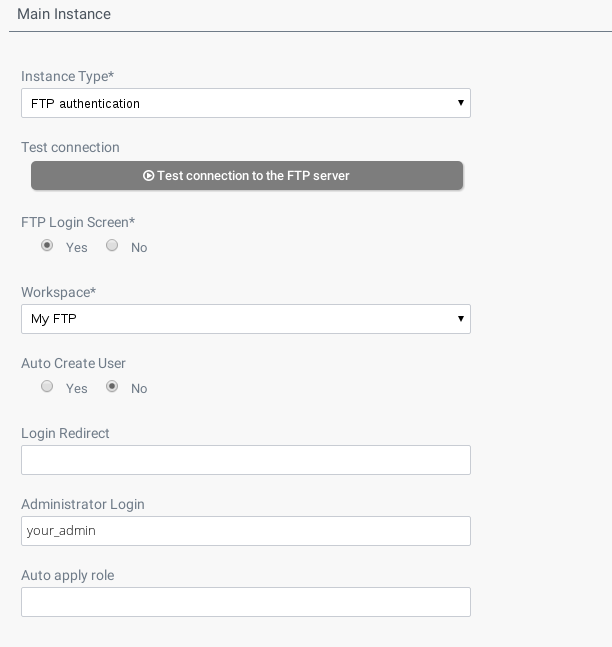 Main Instance
Instance Type*
FTP authentication
Test connection
Test connection to the FTP server
FTP Login Screen*
Yes No
Workspace*
My FTP
Auto Create User
Yes No
Login Redirect
Administrator Login
your_admin
Auto apply role